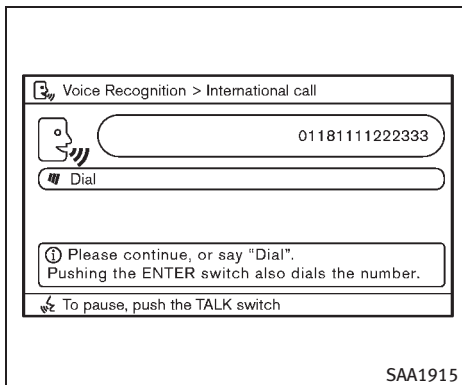 Voice Recognition > International call
01181111222333
Dial
Please continue, or say “Dial”.
Pushing the ENTER switch also dials the number.
To pause, push the TALK switch
SAA1915